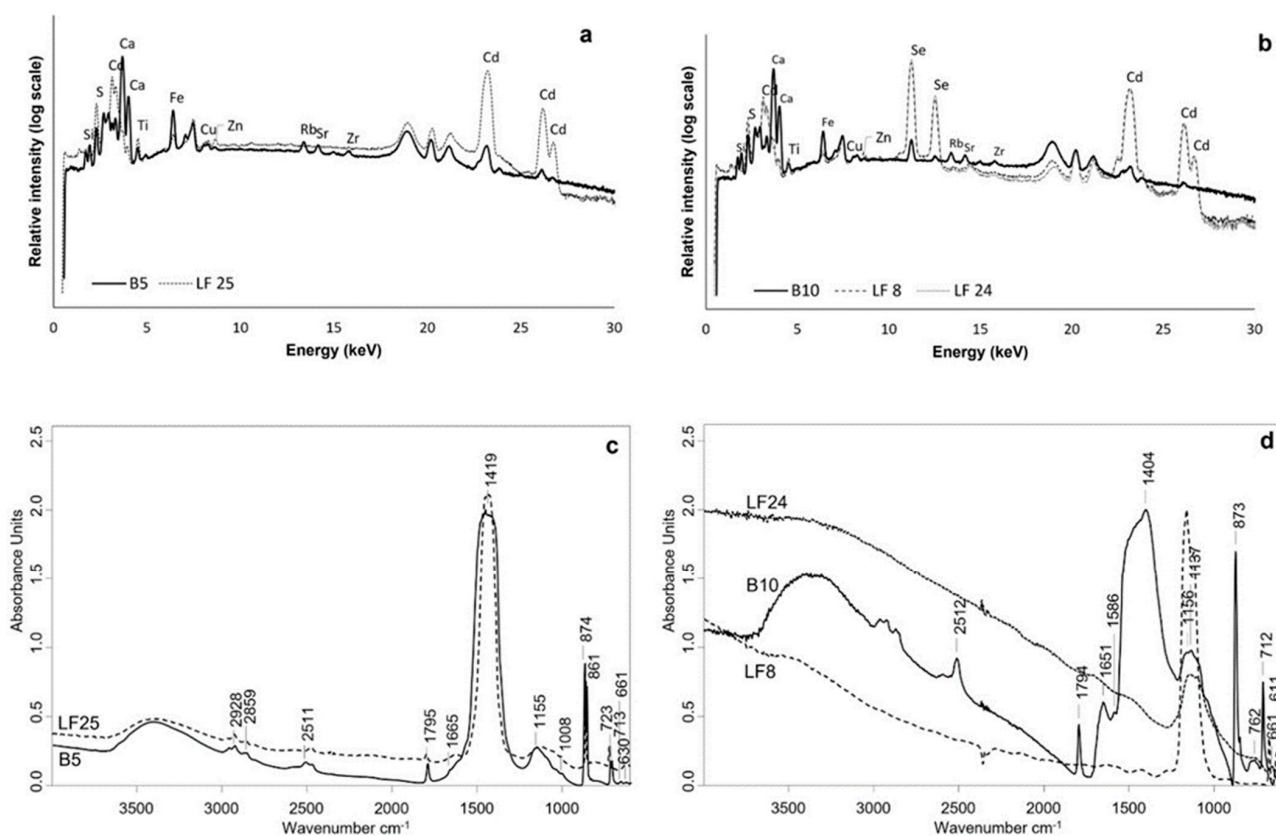 a
Ca
Cd
S
Ca
Si
Ti
Fe
Cu
Zn
Rb
Sr
Zr
Cd
Cd
Cd
Relative intensity (log scale)
B5
LF 25
0
5
10
15
20
25
30
Energy (keV)
b
Ca
S
Ca
Si
Ti
Fe
Cu
Zn
Se
Se
Rb
Sr
Zr
Cd
Cd
Cd
Relative intensity (log scale)
B10
LF 8
LF 24
0
5
10
15
20
25
30
Energy (keV)
c
Absorbance Units
0.0
0.5
1.0
1.5
2.0
2.5
LF25
B5
2928
2859
2511
1795
1665
1419
1155
1008
874
861
723
713
661
630
3500
3000
2500
2000
1500
1000
Wavenumber cm-1
d
Absorbance Units
0.0
0.5
1.0
1.5
2.0
2.5
LF24
B10
LF8
2512
1794
1651
1586
1404
1156
1137
873
762
712
661
611
3500
3000
2500
2000
1500
1000
Wavenumber cm-1